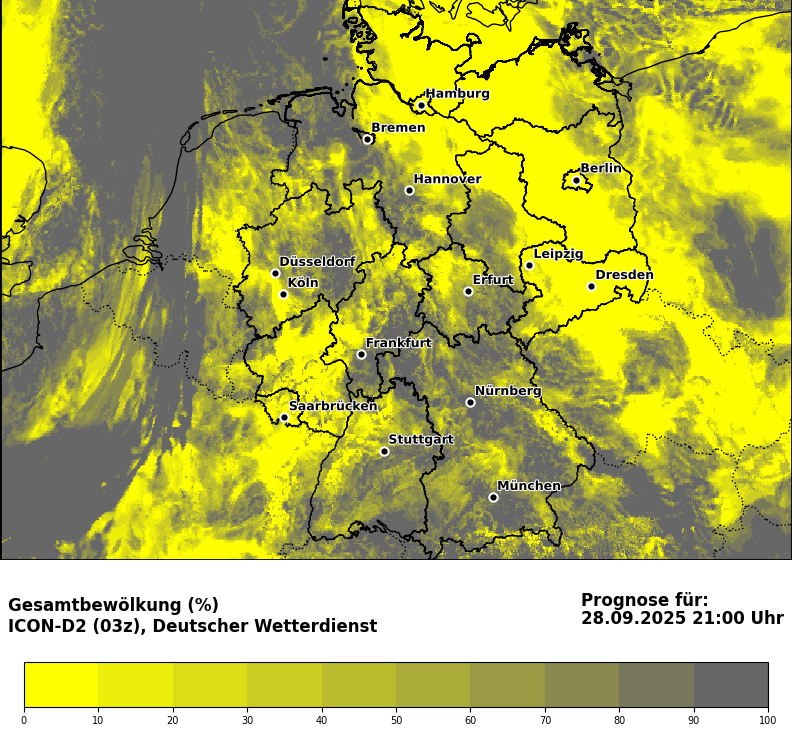 Hamburg
Bremen
Berlin
Hannover
Leipzig
Düsseldorf
Dresden
Köln
Erfurt
Frankfurt
Nürnberg
Saarbrücken
Stuttgart
München
Gesamtbewölkung (%)
ICON-D2 (03z), Deutscher Wetterdienst
Prognose für:
28.09.2025 21:00 Uhr
0 10 20 30 40 50 60 70 80 90 100